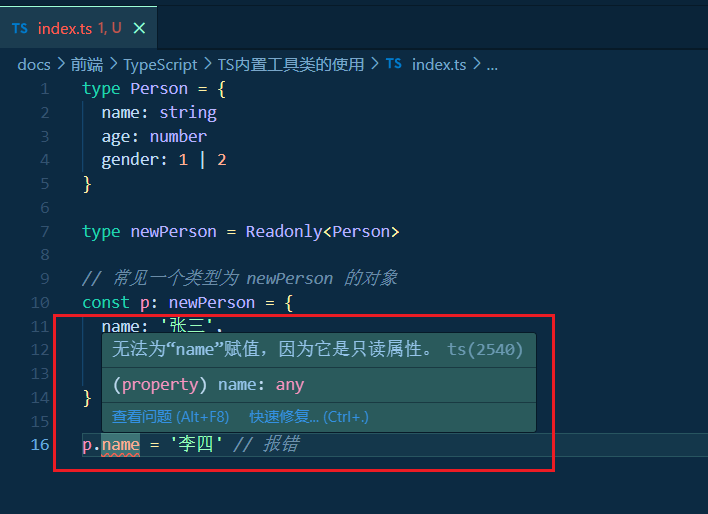 TS index.ts 1, U ✕
docs > 前端 > TypeScript > TS内置工具类的使用 > TS index.ts > ...
1 type Person = {
2 name: string
3 age: number
4 gender: 1 | 2
5 }
6
7 type newPerson = Readonly<Person>
8
9 // 常见一个类型为 newPerson 的对象
10 const p: newPerson = {
11 name: '张三',
12 无法为“name”赋值，因为它是只读属性。 ts(2540)
13 (property) name: any
14 }
查看问题 (Alt+F8) 快速修复... (Ctrl+.)
15
16 p.name = '李四' // 报错